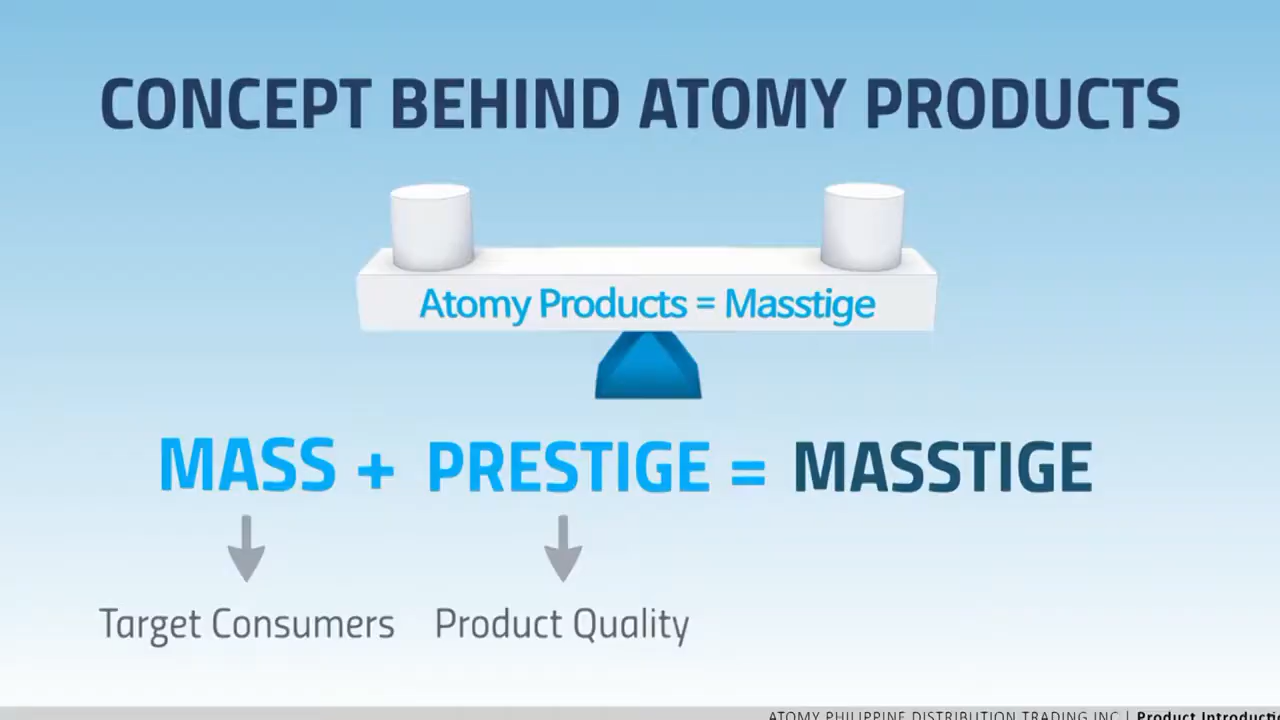 CONCEPT BEHIND ATOMY PRODUCTS
Atomy Products = Masstige
MASS + PRESTIGE = MASSTIGE
Target Consumers Product Quality
ATOMY PHILIPPINE DISTRIBUTION TRADING INC | Product Introducti